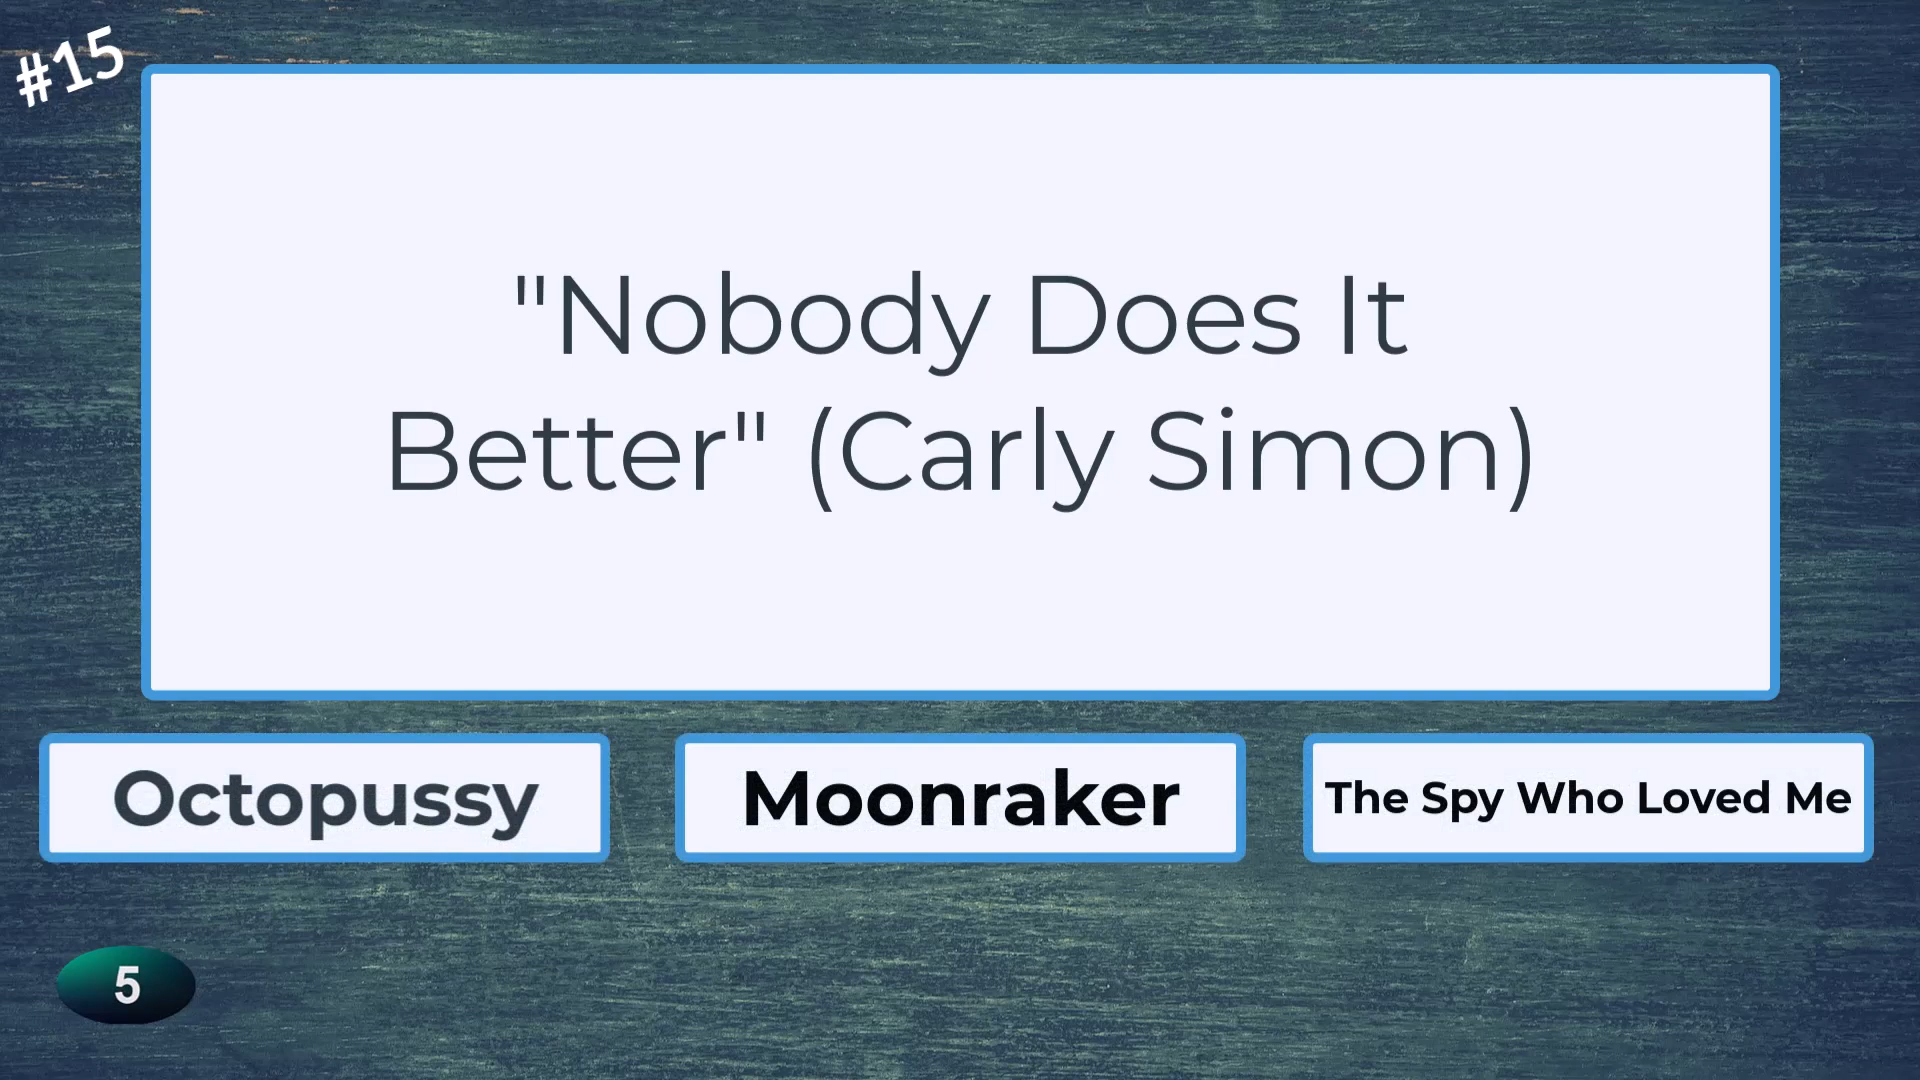 #15
"Nobody Does It
Better" (Carly Simon)
Octopussy
Moonraker
The Spy Who Loved Me
5